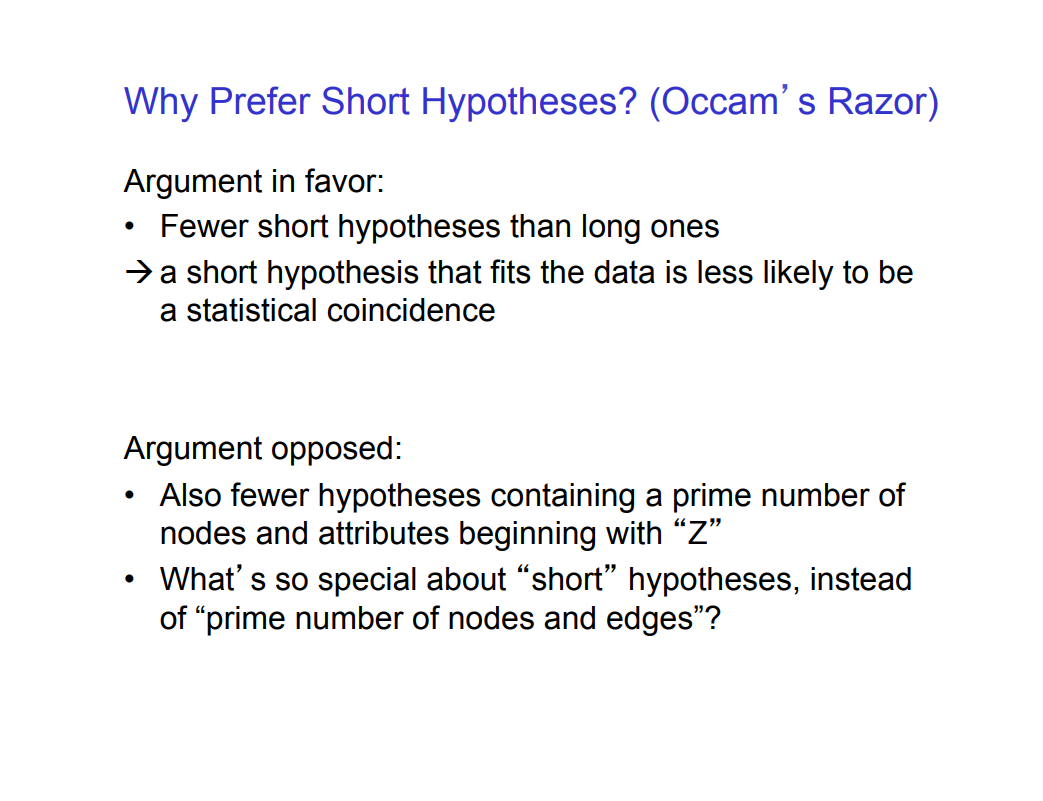 Why Prefer Short Hypotheses? (Occam’s Razor)
Argument in favor:
• Fewer short hypotheses than long ones
→ a short hypothesis that fits the data is less likely to be
a statistical coincidence
Argument opposed:
• Also fewer hypotheses containing a prime number of
nodes and attributes beginning with “Z”
• What’s so special about “short” hypotheses, instead
of “prime number of nodes and edges”?